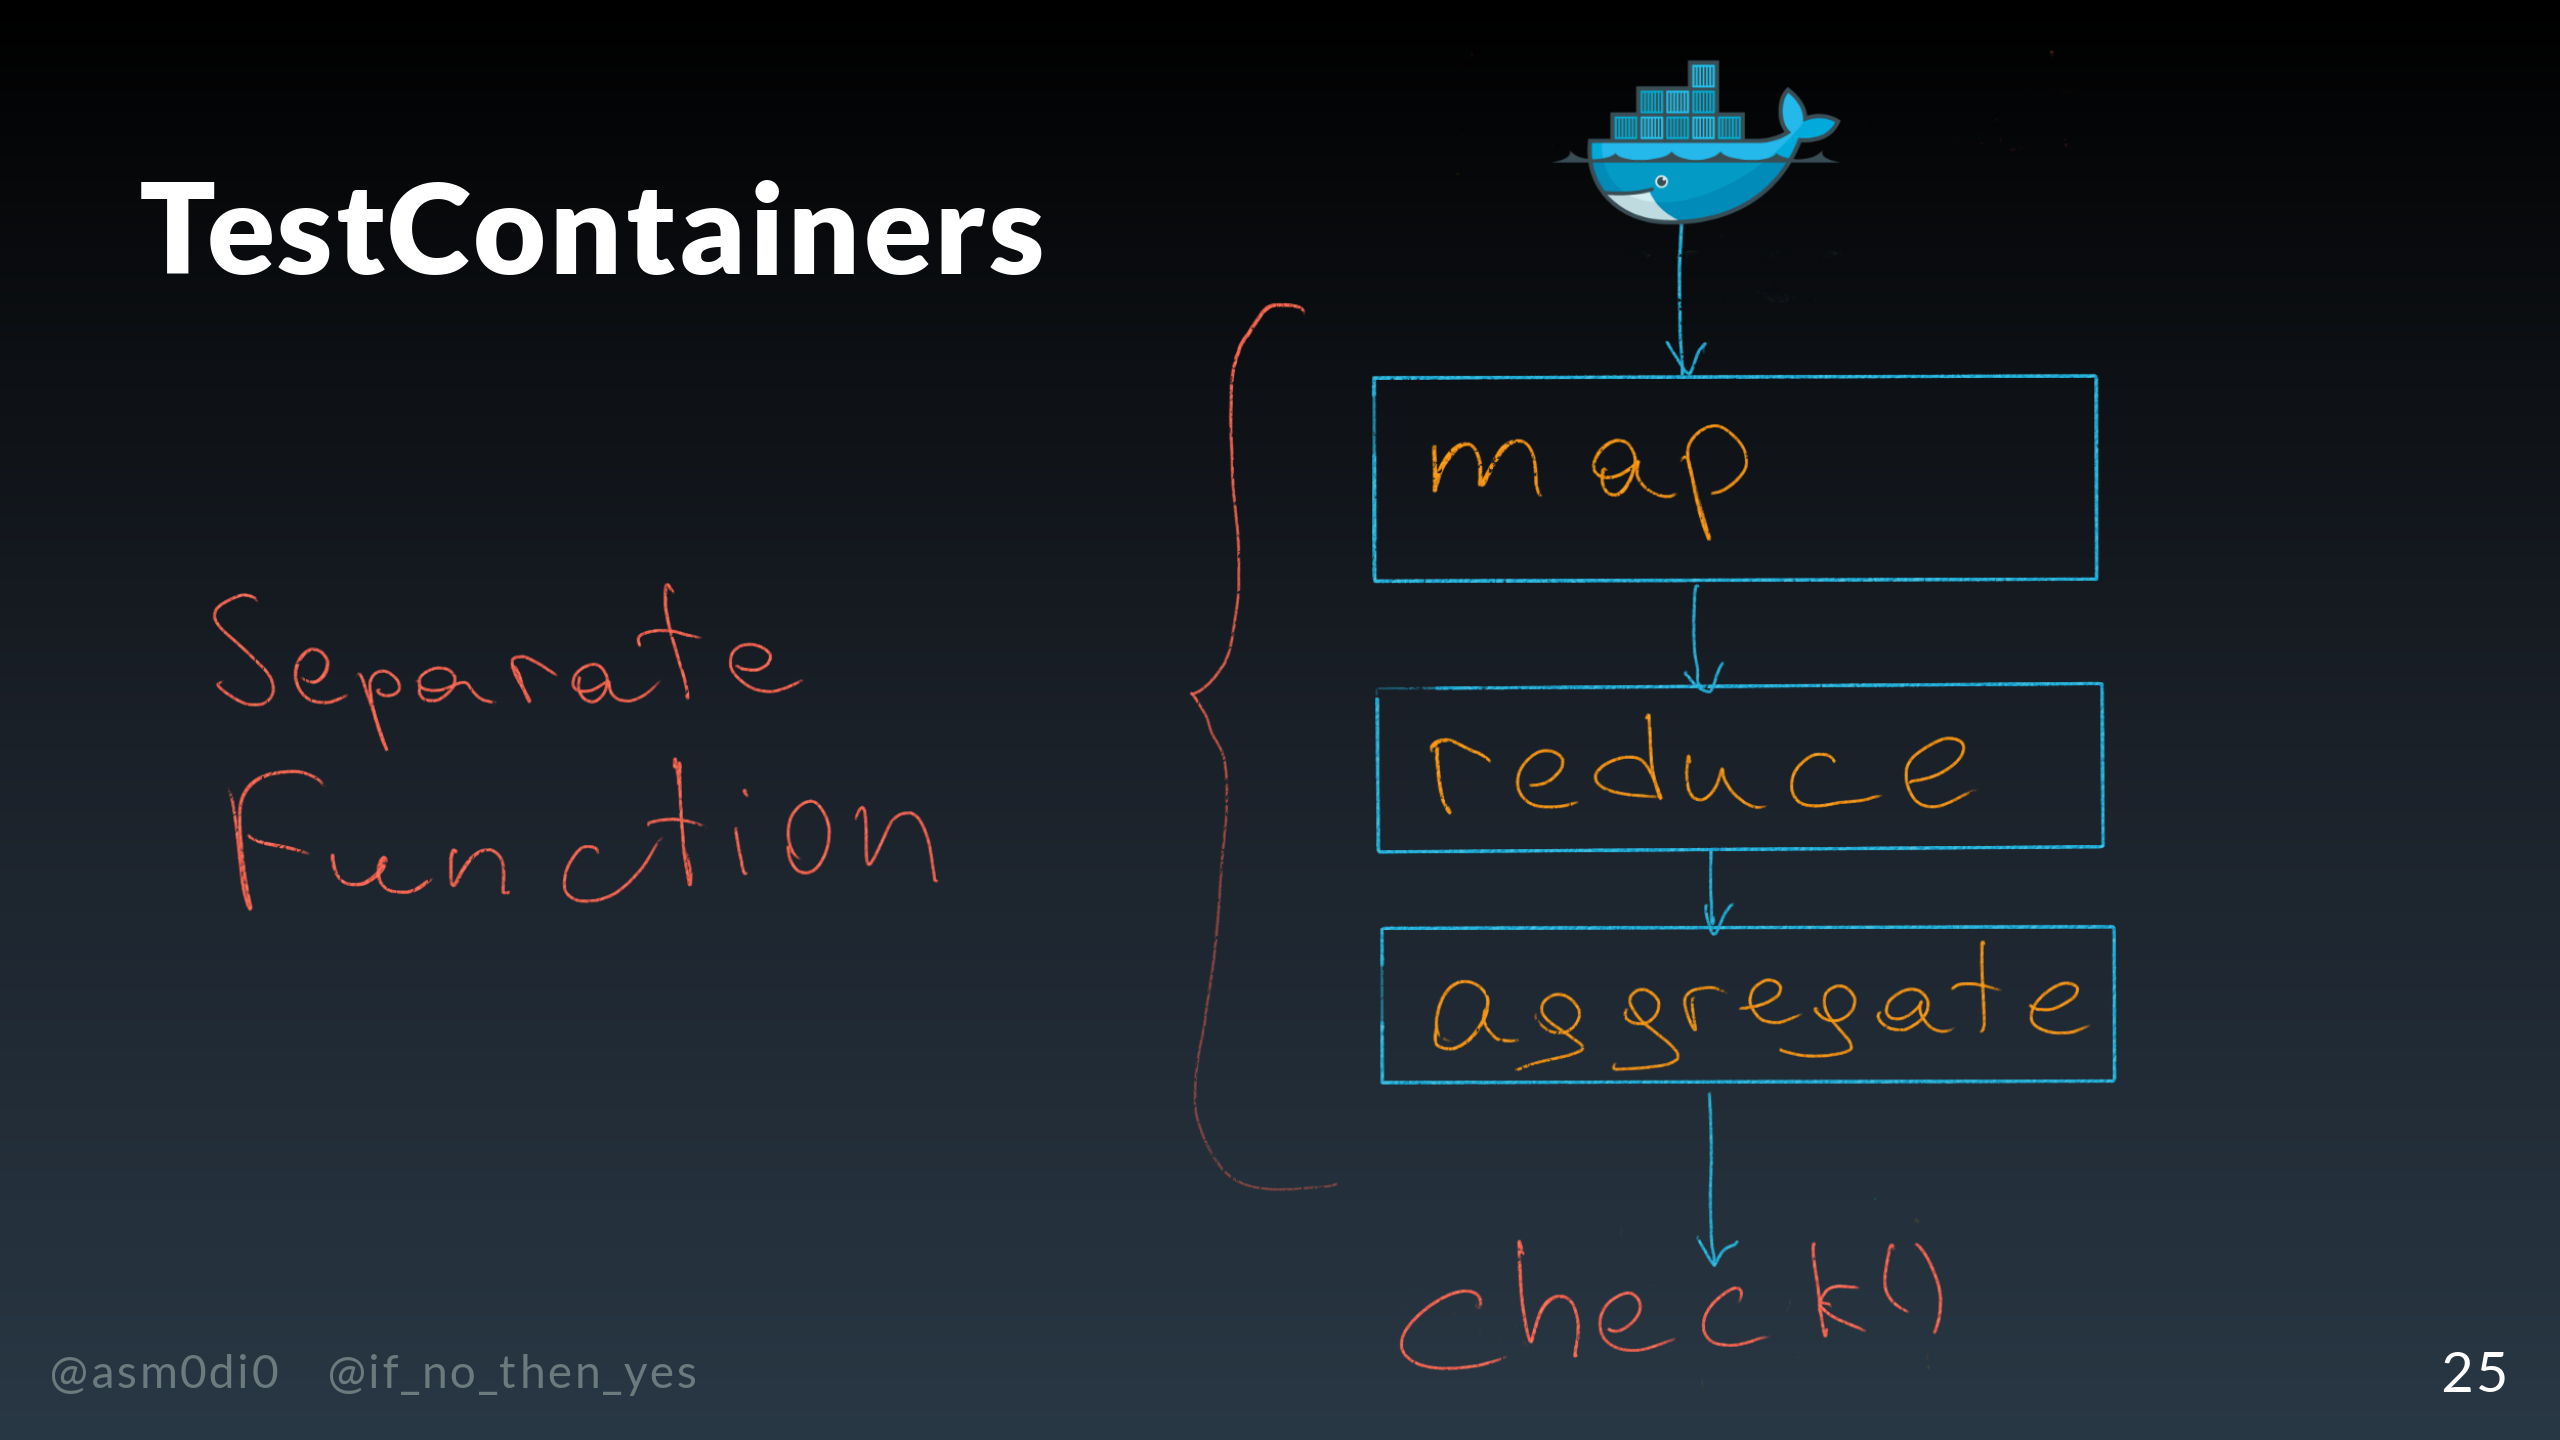 TestContainers
Separate
Function
map
reduce
aggregate
check()
@asm0di0 @if_no_then_yes
25